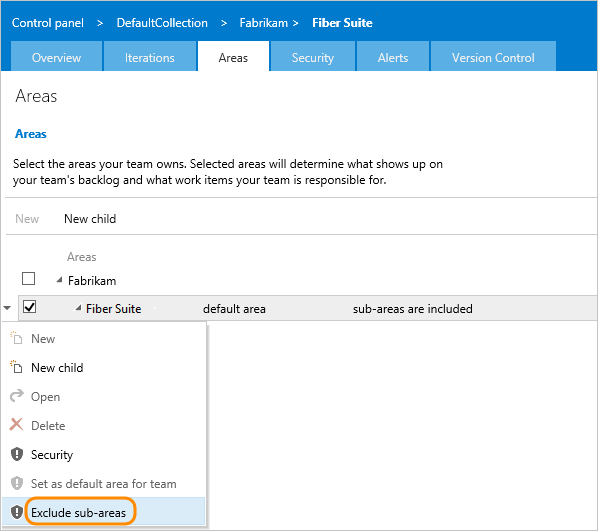 Control panel > DefaultCollection > Fabrikam > Fiber Suite
Overview Iterations Areas Security Alerts Version Control
Areas
Areas
Select the areas your team owns. Selected areas will determine what shows up on
your team's backlog and what work items your team is responsible for.
New New child
Areas
Fabrikam
Fiber Suite default area sub-areas are included
New
New child
Open
Delete
Security
Set as default area for team
Exclude sub-areas